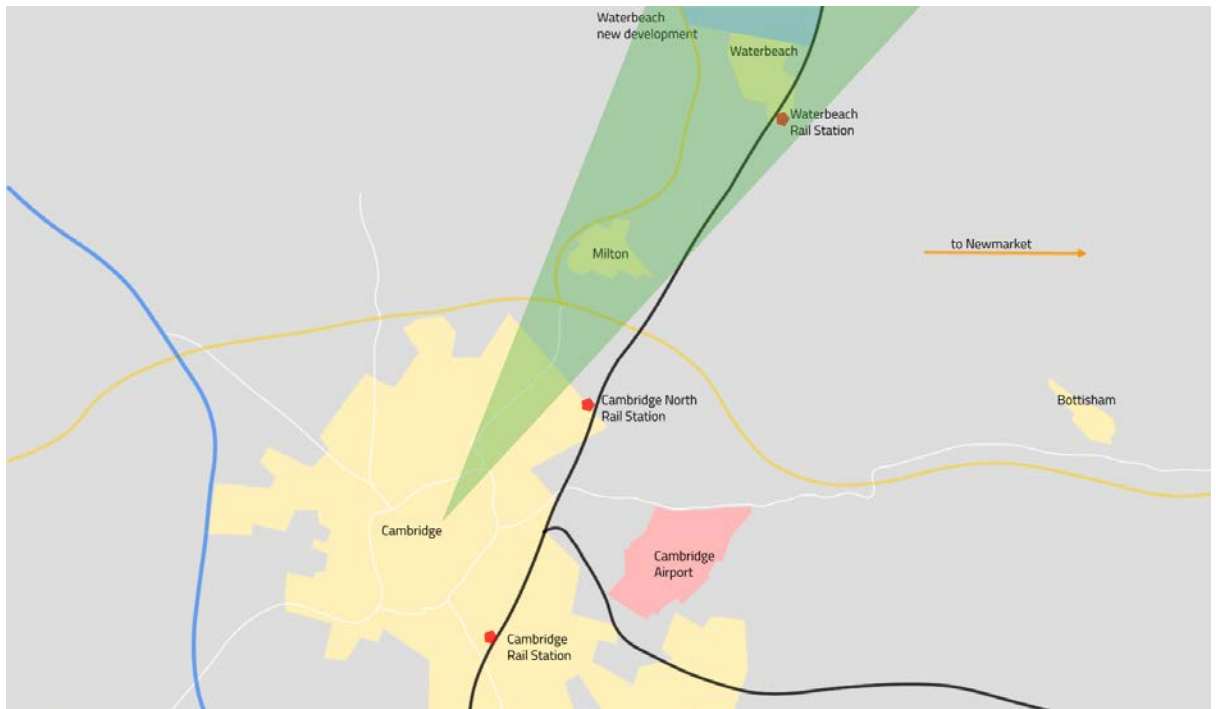 Waterbeach
new development
Waterbeach
Waterbeach
Rail Station
to Newmarket
Milton
Cambridge North
Rail Station
Bottisham
Cambridge
Cambridge
Airport
Cambridge
Rail Station